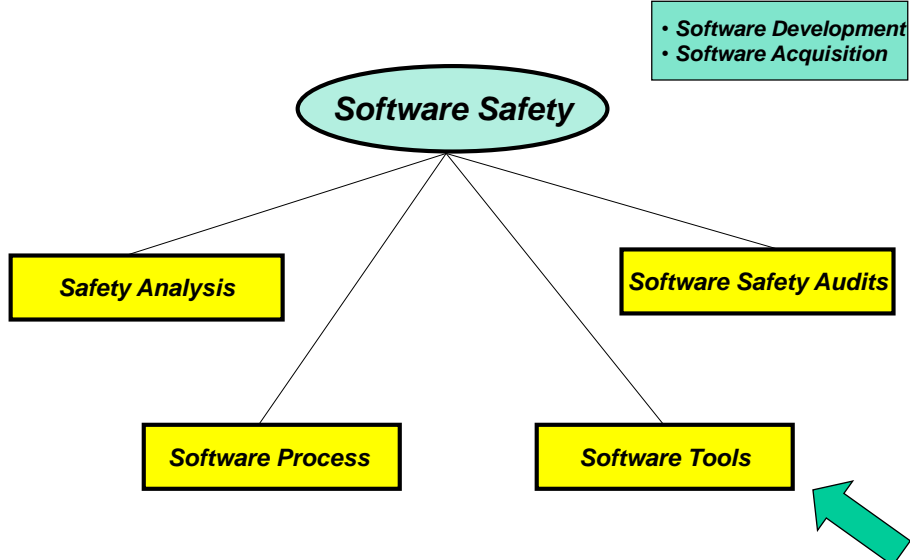 • Software Development
• Software Acquisition
Software Safety
Safety Analysis
Software Safety Audits
Software Process
Software Tools